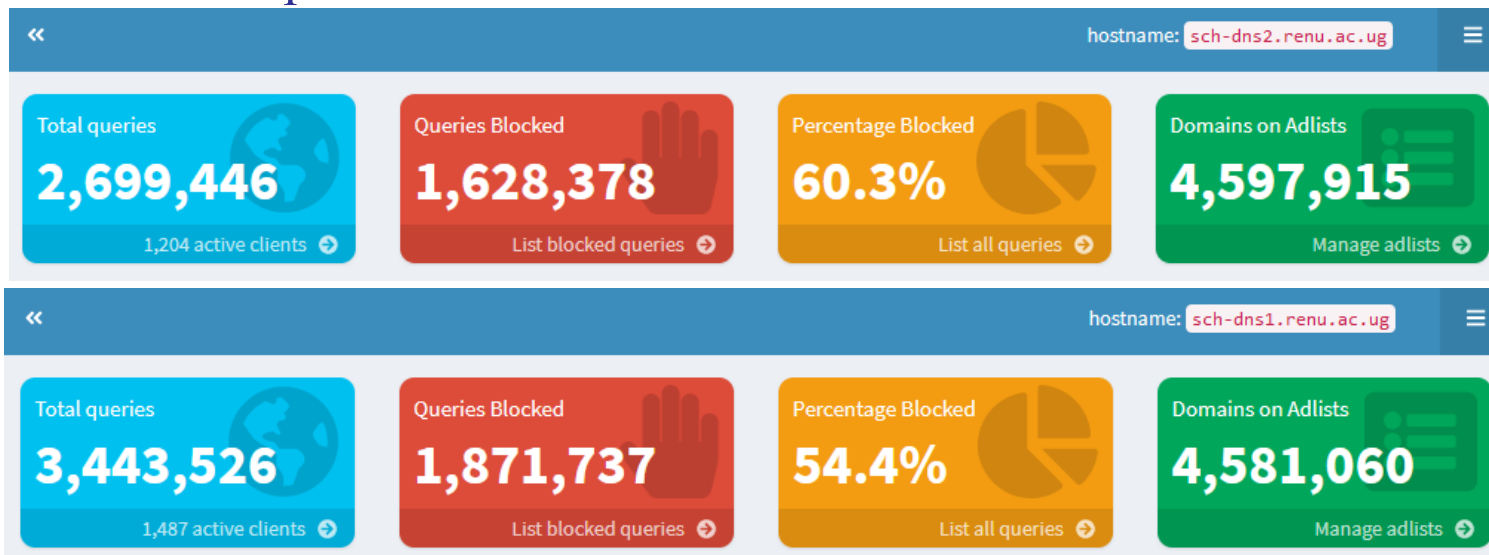 «
hostname: sch-dns2.renu.ac.ug
Total queries
2,699,446
1,204 active clients
Queries Blocked
1,628,378
List blocked queries
Percentage Blocked
60.3%
List all queries
Domains on Adlists
4,597,915
Manage adlists
«
hostname: sch-dns1.renu.ac.ug
Total queries
3,443,526
1,487 active clients
Queries Blocked
1,871,737
List blocked queries
Percentage Blocked
54.4%
List all queries
Domains on Adlists
4,581,060
Manage adlists